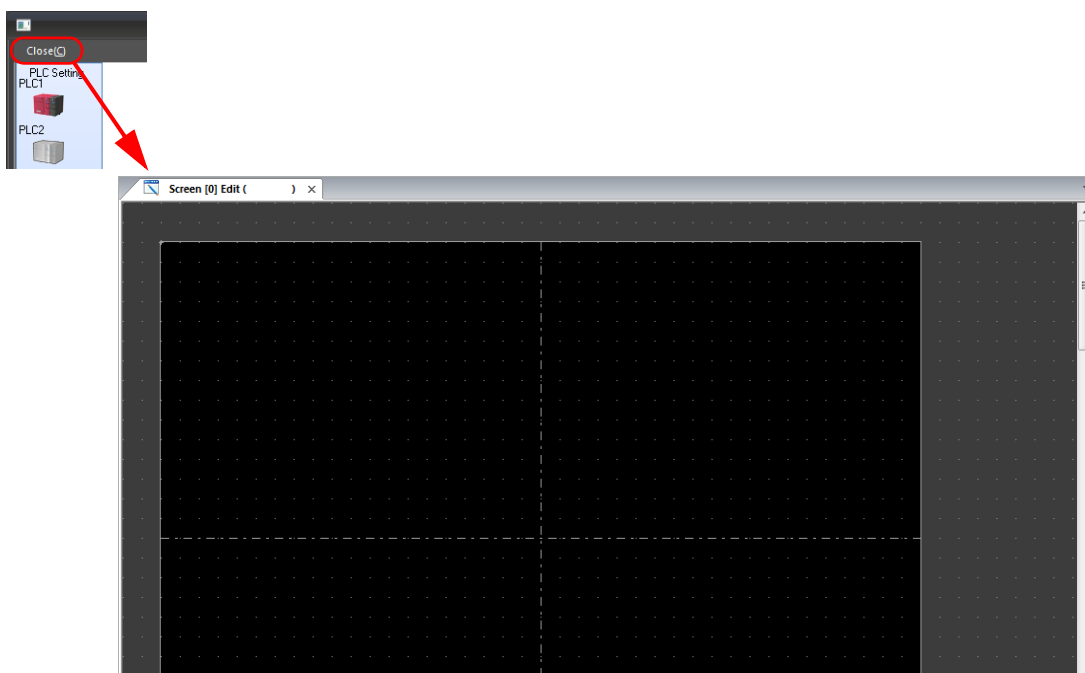 Close(C)
PLC Setting
PLC1
PLC2
Screen [0] Edit ( )